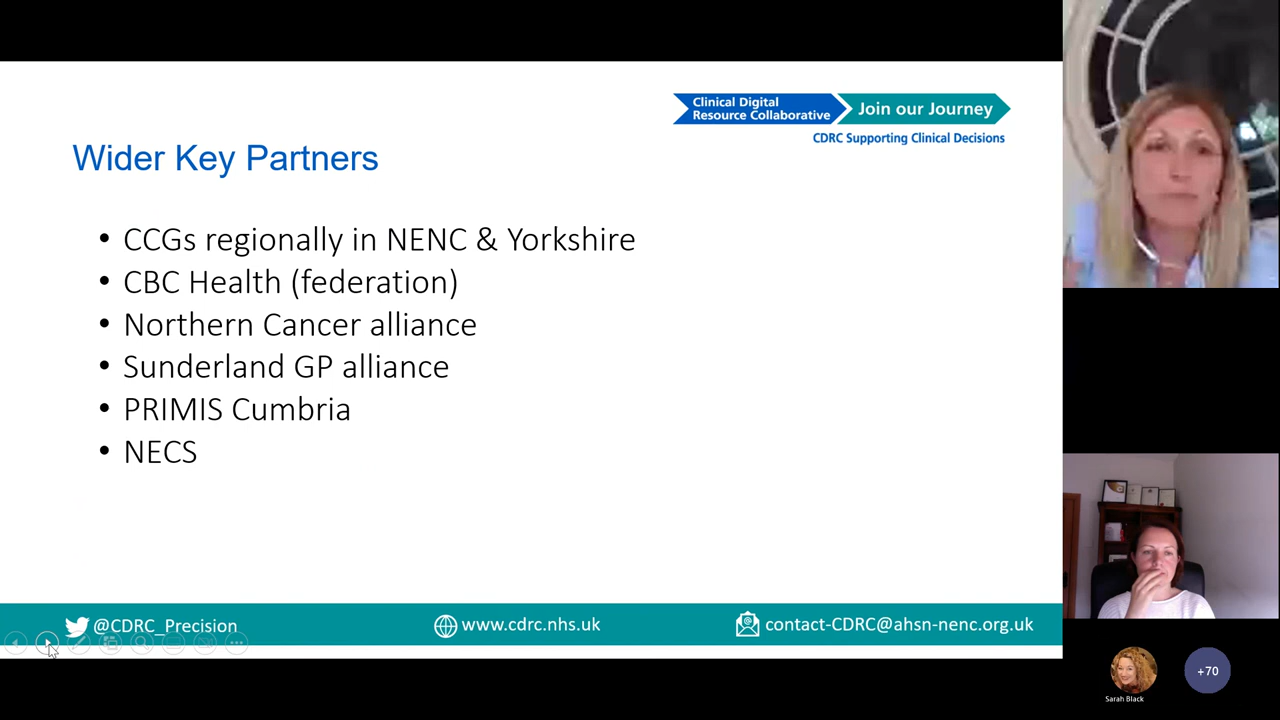 Clinical Digital
Resource Collaborative
Join our Journey
CDRC Supporting Clinical Decisions
Wider Key Partners
• CCGs regionally in NENC & Yorkshire
• CBC Health (federation)
• Northern Cancer alliance
• Sunderland GP alliance
• PRIMIS Cumbria
• NECS
@CDRC_Precision
www.cdrc.nhs.uk
contact-CDRC@ahsn-nenc.org.uk
Sarah Black
+70